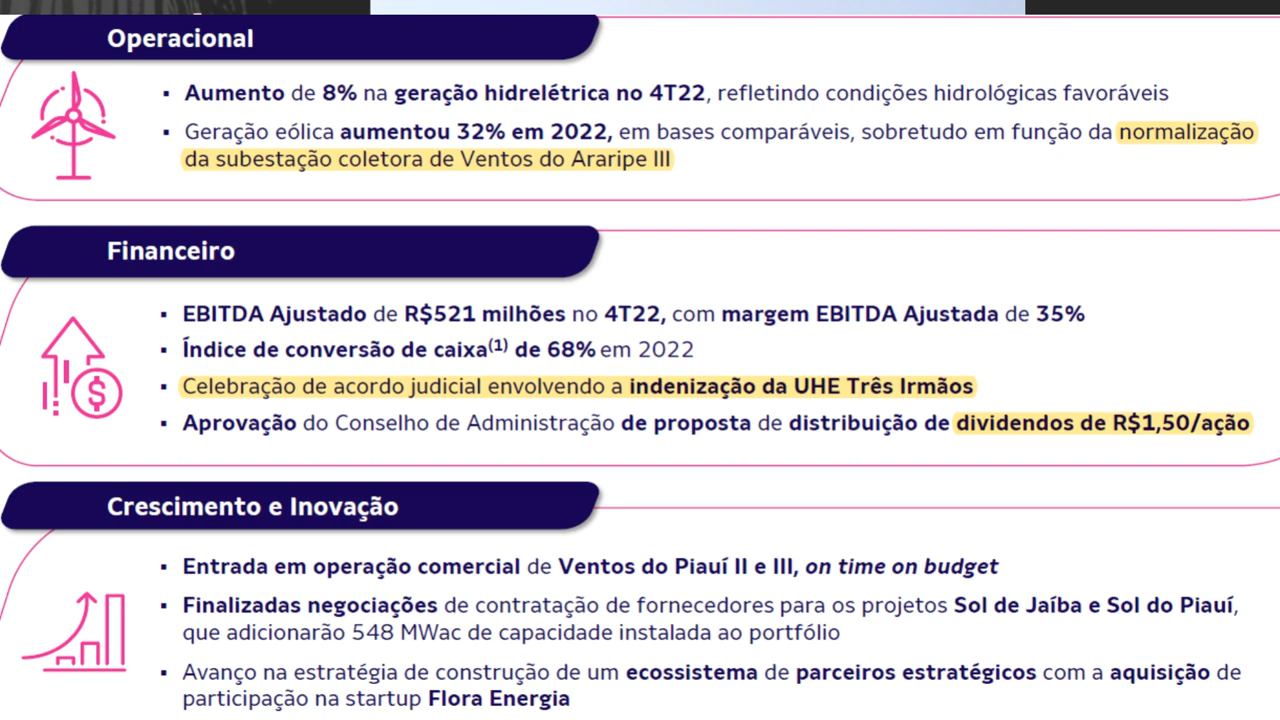 Operacional
▪ Aumento de 8% na geração hidrelétrica no 4T22, refletindo condições hidrológicas favoráveis
▪ Geração eólica aumentou 32% em 2022, em bases comparáveis, sobretudo em função da normalização
da subestação coletora de Ventos do Araripe III
Financeiro
▪ EBITDA Ajustado de R$521 milhões no 4T22, com margem EBITDA Ajustada de 35%
▪ Índice de conversão de caixa(1) de 68% em 2022
▪ Celebração de acordo judicial envolvendo a indenização da UHE Três Irmãos
▪ Aprovação do Conselho de Administração de proposta de distribuição de dividendos de R$1,50/ação
$
Crescimento e Inovação
▪ Entrada em operação comercial de Ventos do Piauí II e III, on time on budget
▪ Finalizadas negociações de contratação de fornecedores para os projetos Sol de Jaíba e Sol do Piauí,
que adicionarão 548 MWac de capacidade instalada ao portfólio
▪ Avanço na estratégia de construção de um ecossistema de parceiros estratégicos com a aquisição de
participação na startup Flora Energia